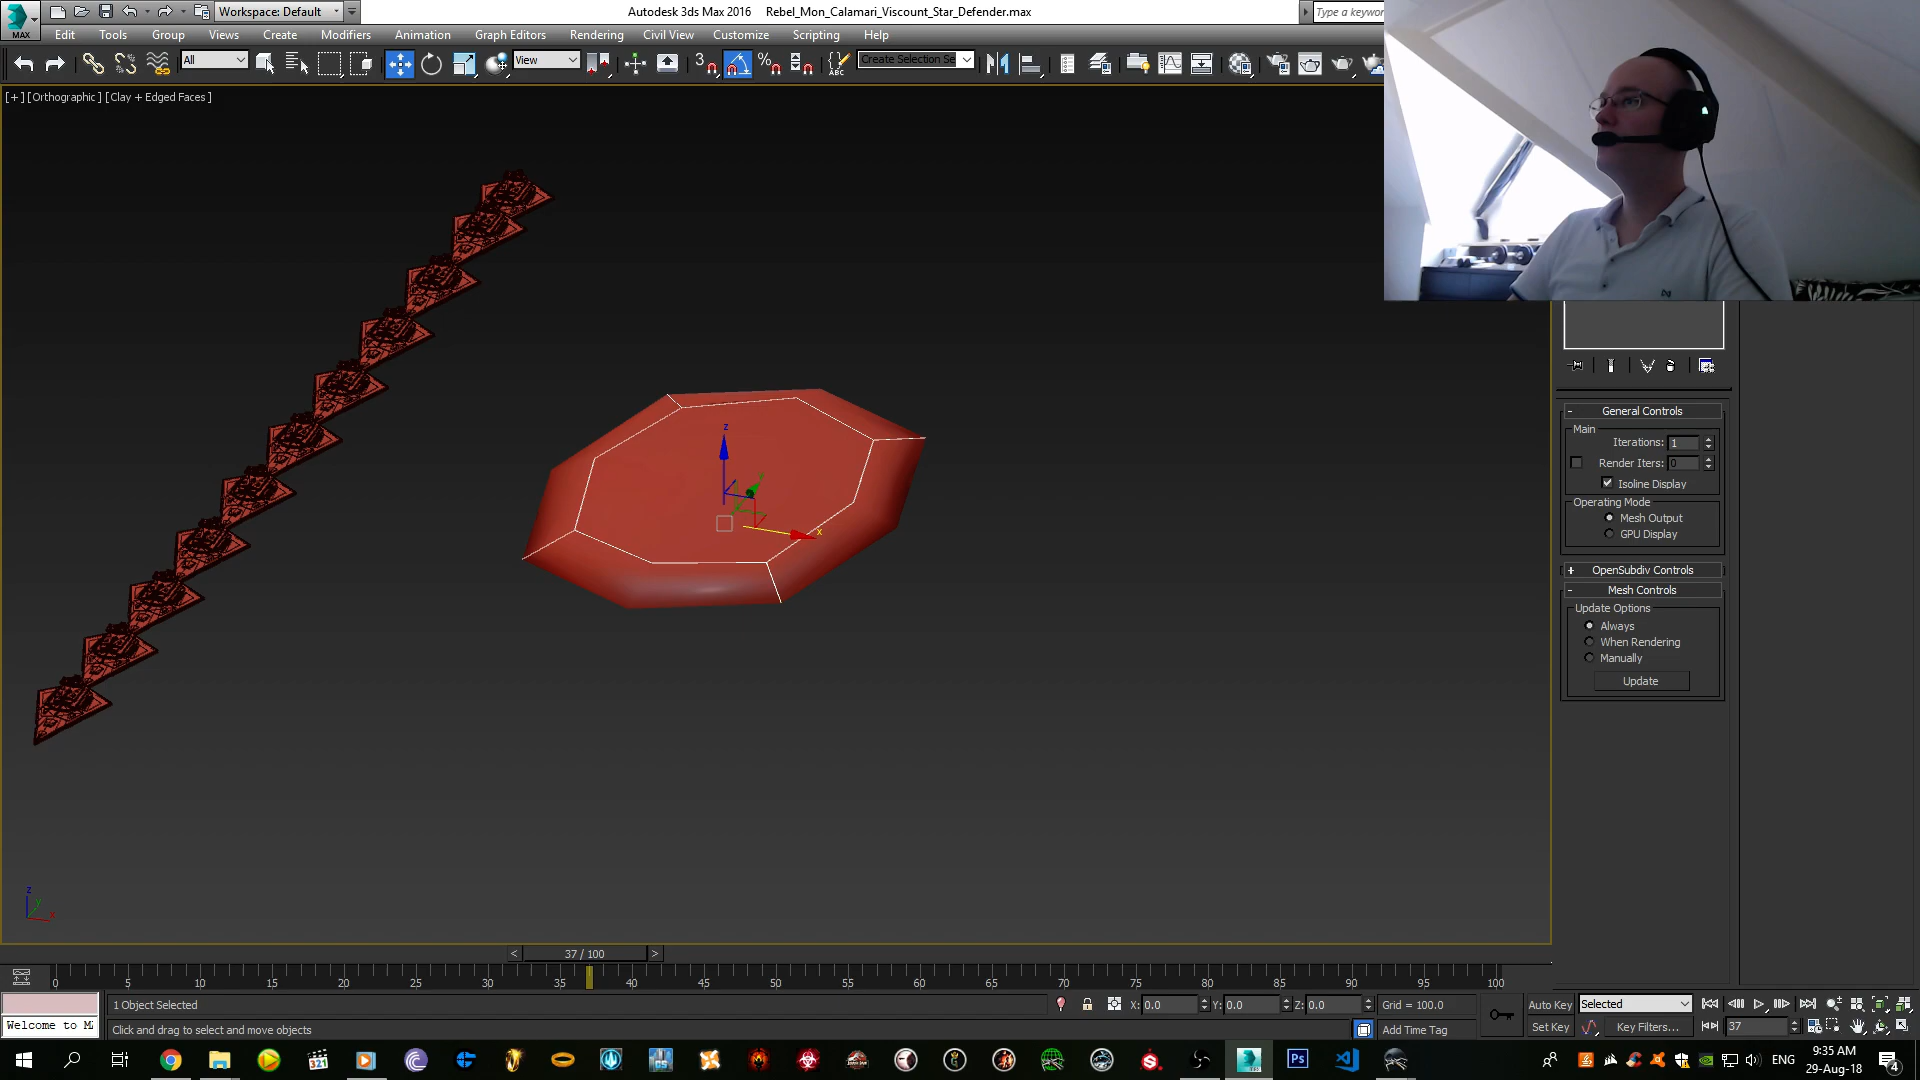 Workspace: Default
Autodesk 3ds Max 2016 Rebel_Mon_Calamari_Viscount_Star_Defender.max
Type a keywor
MAX
Edit Tools Group Views Create Modifiers Animation Graph Editors Rendering Civil View Customize Scripting Help
All
View
3
ABC
Create Selection Se
[+] [Orthographic] [Clay + Edged Faces]
z
x
General Controls
Main
Iterations: 1
Render Iters: 0
Isoline Display
Operating Mode
Mesh Output
GPU Display
+ OpenSubdiv Controls
- Mesh Controls
Update Options
Always
When Rendering
Manually
Update
z
y
x
< 37 / 100 >
0 5 10 15 20 25 30 35 40 45 50 55 60 65 70 75 80 85 90 95 100
1 Object Selected
X: 0.0 Y: 0.0 Z: 0.0 Grid = 100.0
Auto Key Selected
Welcome to M
Click and drag to select and move objects
Add Time Tag
Set Key Key Filters... 37
321
Ps
ENG
9:35 AM
29-Aug-18
4